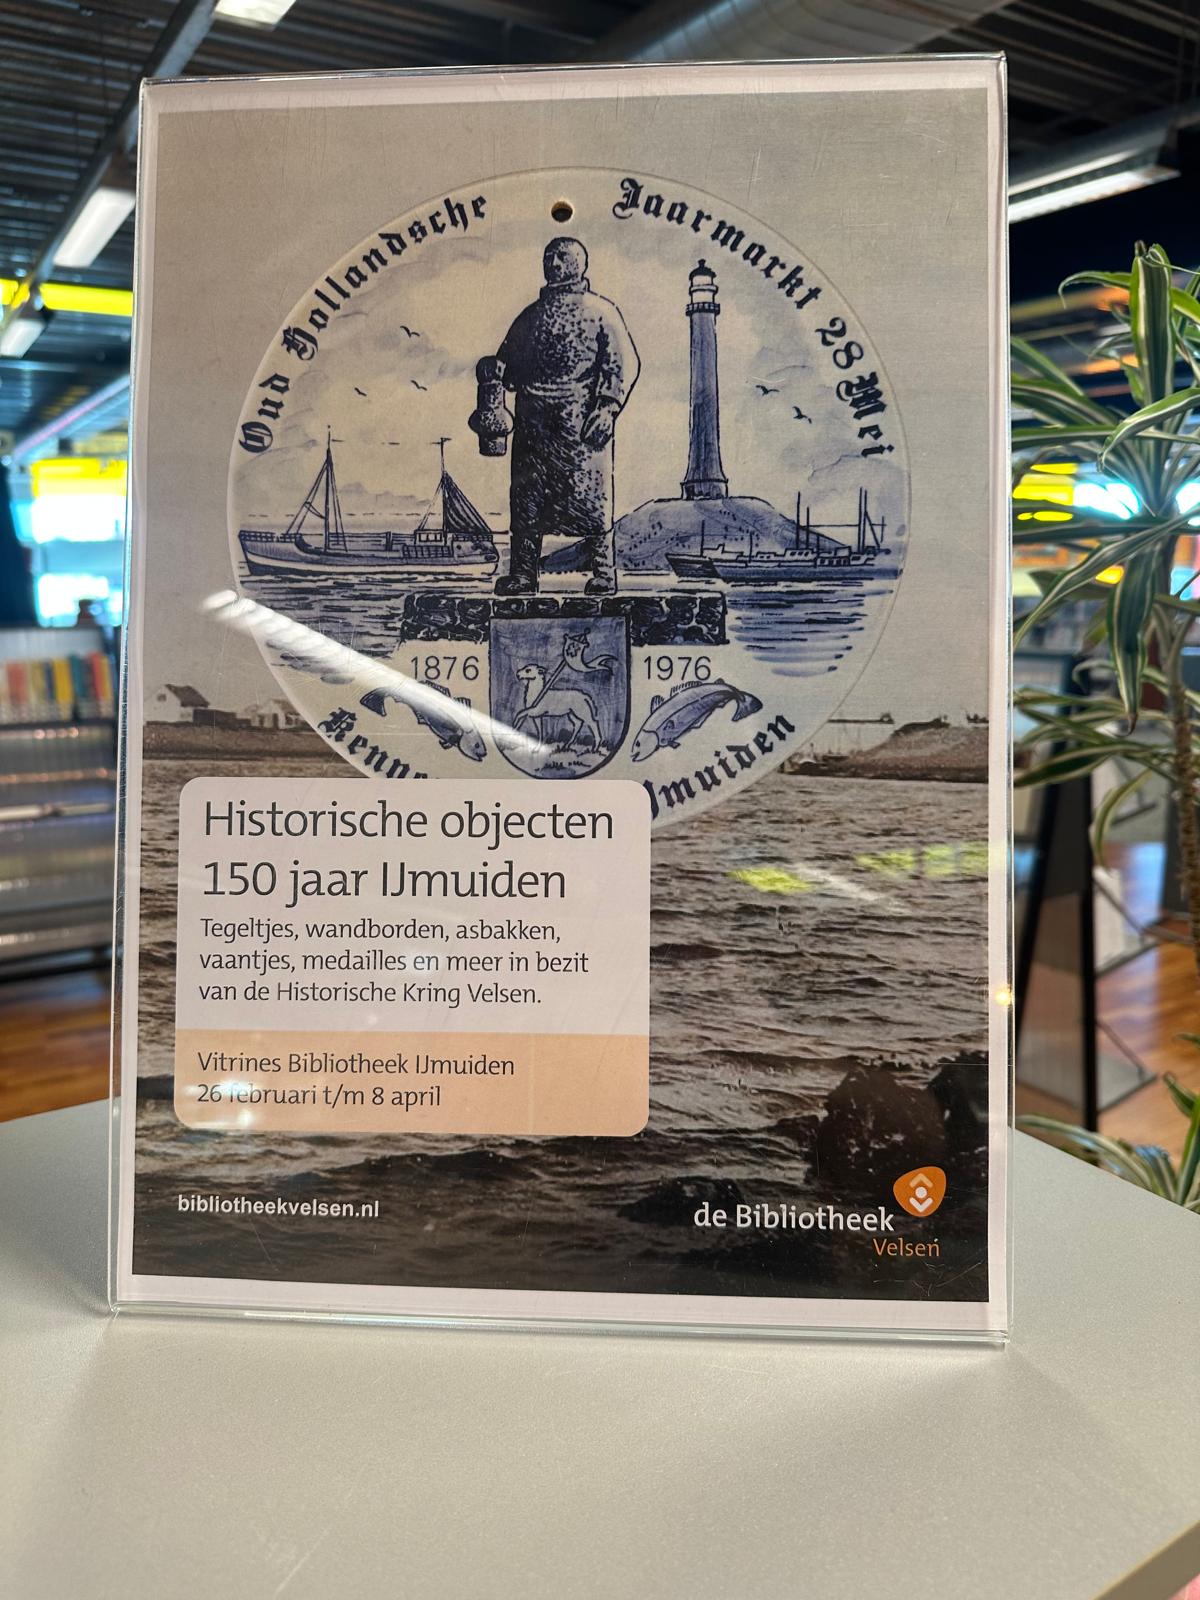 Oud Hollandsche Jaarmarkt 28 Mei
1876 1976
Historische objecten
150 jaar IJmuiden
Tegeltjes, wandborden, asbakken,
vaantjes, medailles en meer in bezit
van de Historische Kring Velsen.
Vitrines Bibliotheek IJmuiden
26 februari t/m 8 april
bibliotheekvelsen.nl
de Bibliotheek
Velsen